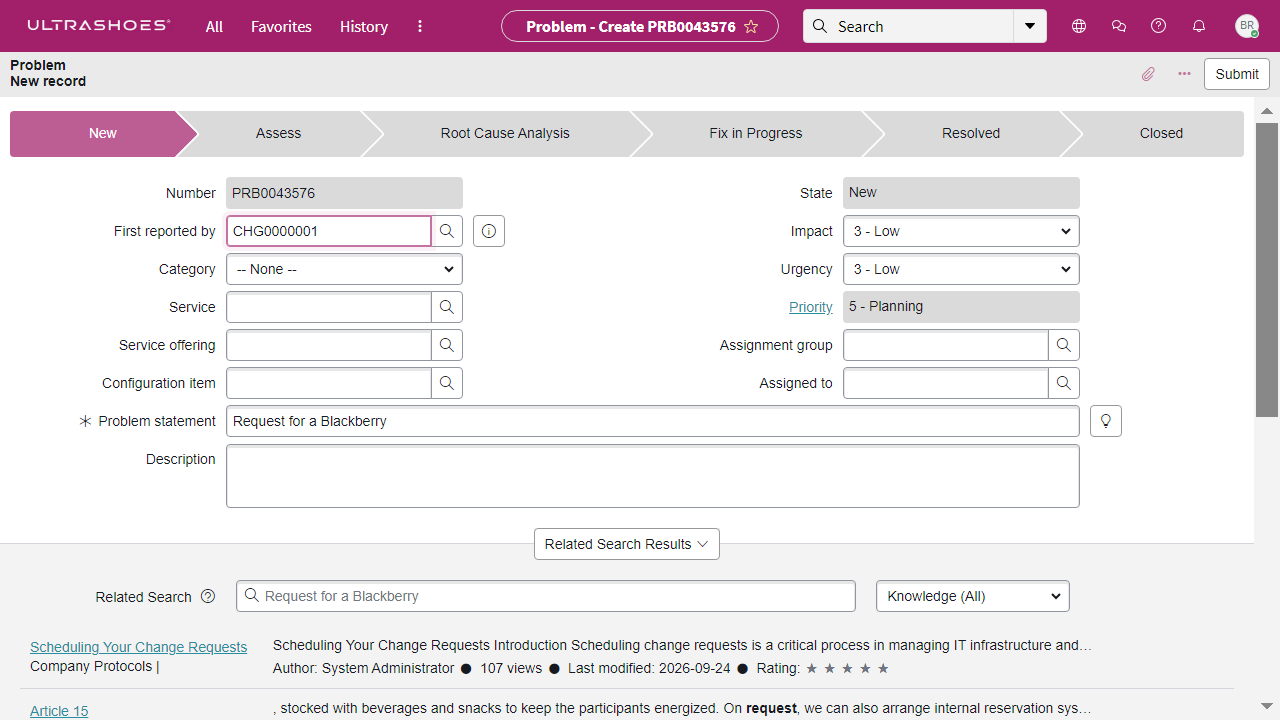 ULTRASHOES®
All
Favorites
History
Problem - Create PRB0043576
Search
BR
Problem
New record
Submit
New
Assess
Root Cause Analysis
Fix in Progress
Resolved
Closed
Number
PRB0043576
State
New
First reported by
CHG0000001
Impact
3 - Low
Category
-- None --
Urgency
3 - Low
Service
Priority
5 - Planning
Service offering
Assignment group
Configuration item
Assigned to
Problem statement
Request for a Blackberry
Description
Related Search Results
Related Search
Request for a Blackberry
Knowledge (All)
Scheduling Your Change Requests
Company Protocols |
Scheduling Your Change Requests Introduction Scheduling change requests is a critical process in managing IT infrastructure and…
Author: System Administrator ● 107 views ● Last modified: 2026-09-24 ● Rating: ★ ★ ★ ★ ★
Article 15
, stocked with beverages and snacks to keep the participants energized. On request, we can also arrange internal reservation sys…